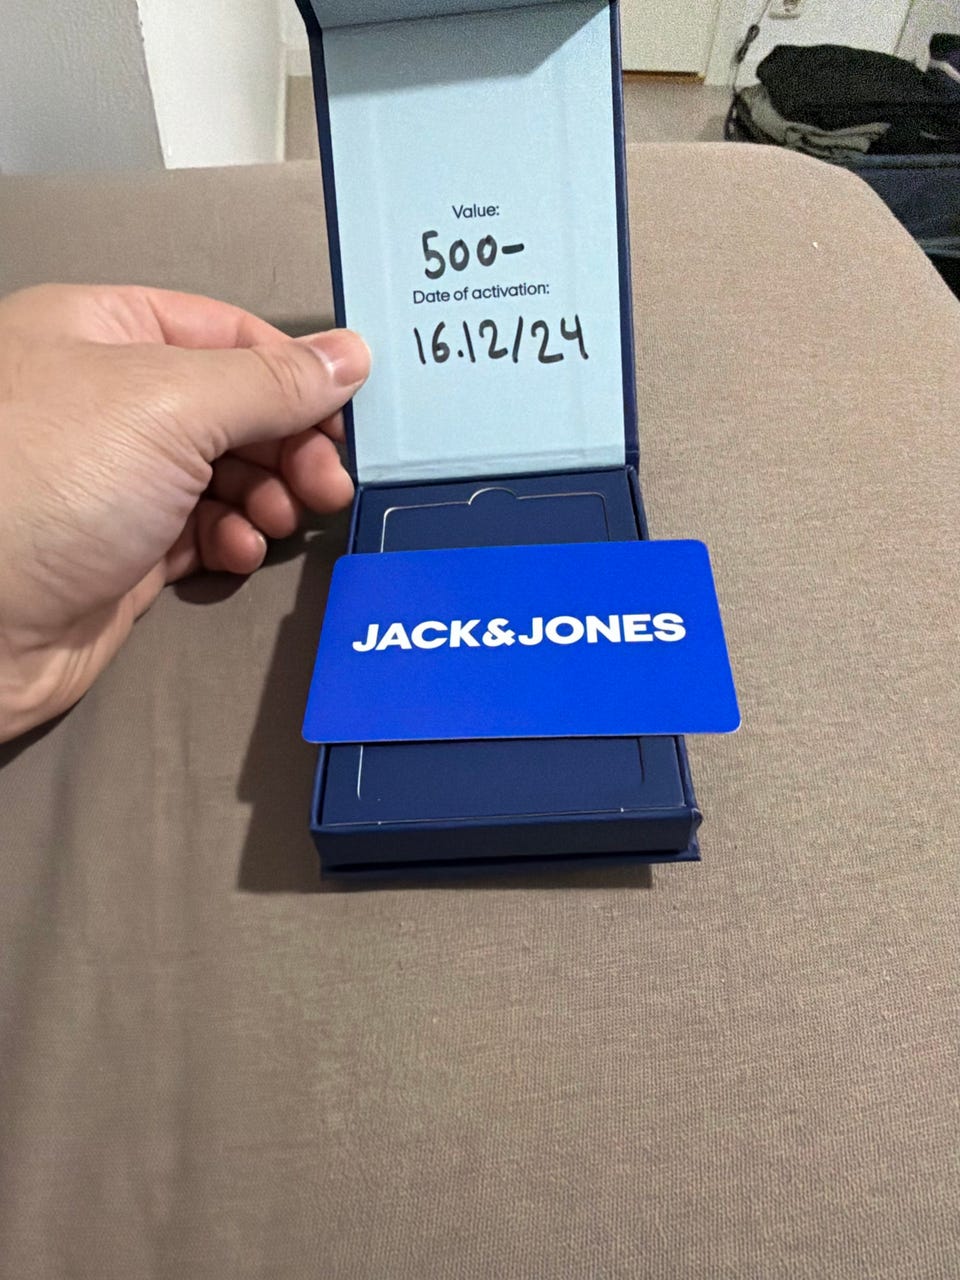 Value:
500-
Date of activation:
16.12/24
JACK&JONES